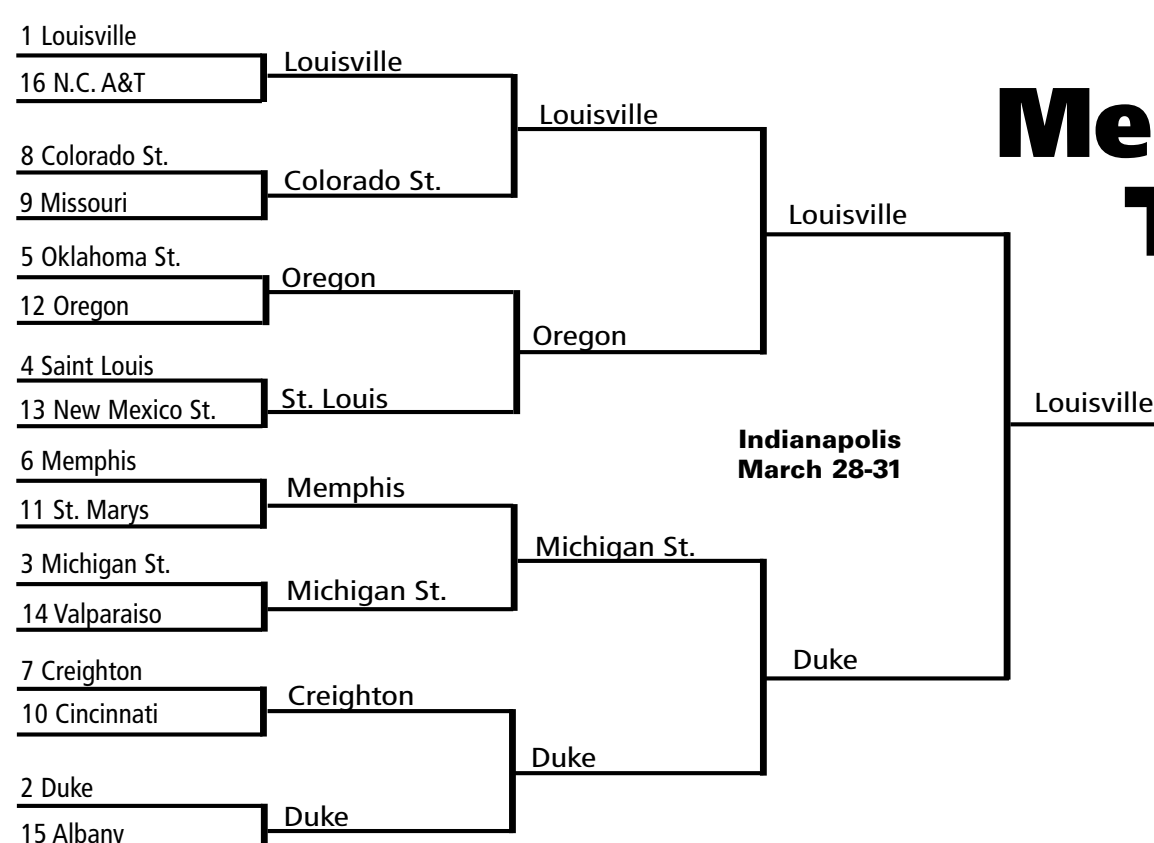 1 Louisville
16 N.C. A&T
8 Colorado St.
9 Missouri
5 Oklahoma St.
12 Oregon
4 Saint Louis
13 New Mexico St.
6 Memphis
11 St. Marys
3 Michigan St.
14 Valparaiso
7 Creighton
10 Cincinnati
2 Duke
15 Albany
Louisville
Colorado St.
Oregon
St. Louis
Memphis
Michigan St.
Creighton
Duke
Louisville
Oregon
Michigan St.
Duke
Louisville
Duke
Indianapolis
March 28-31
Louisville